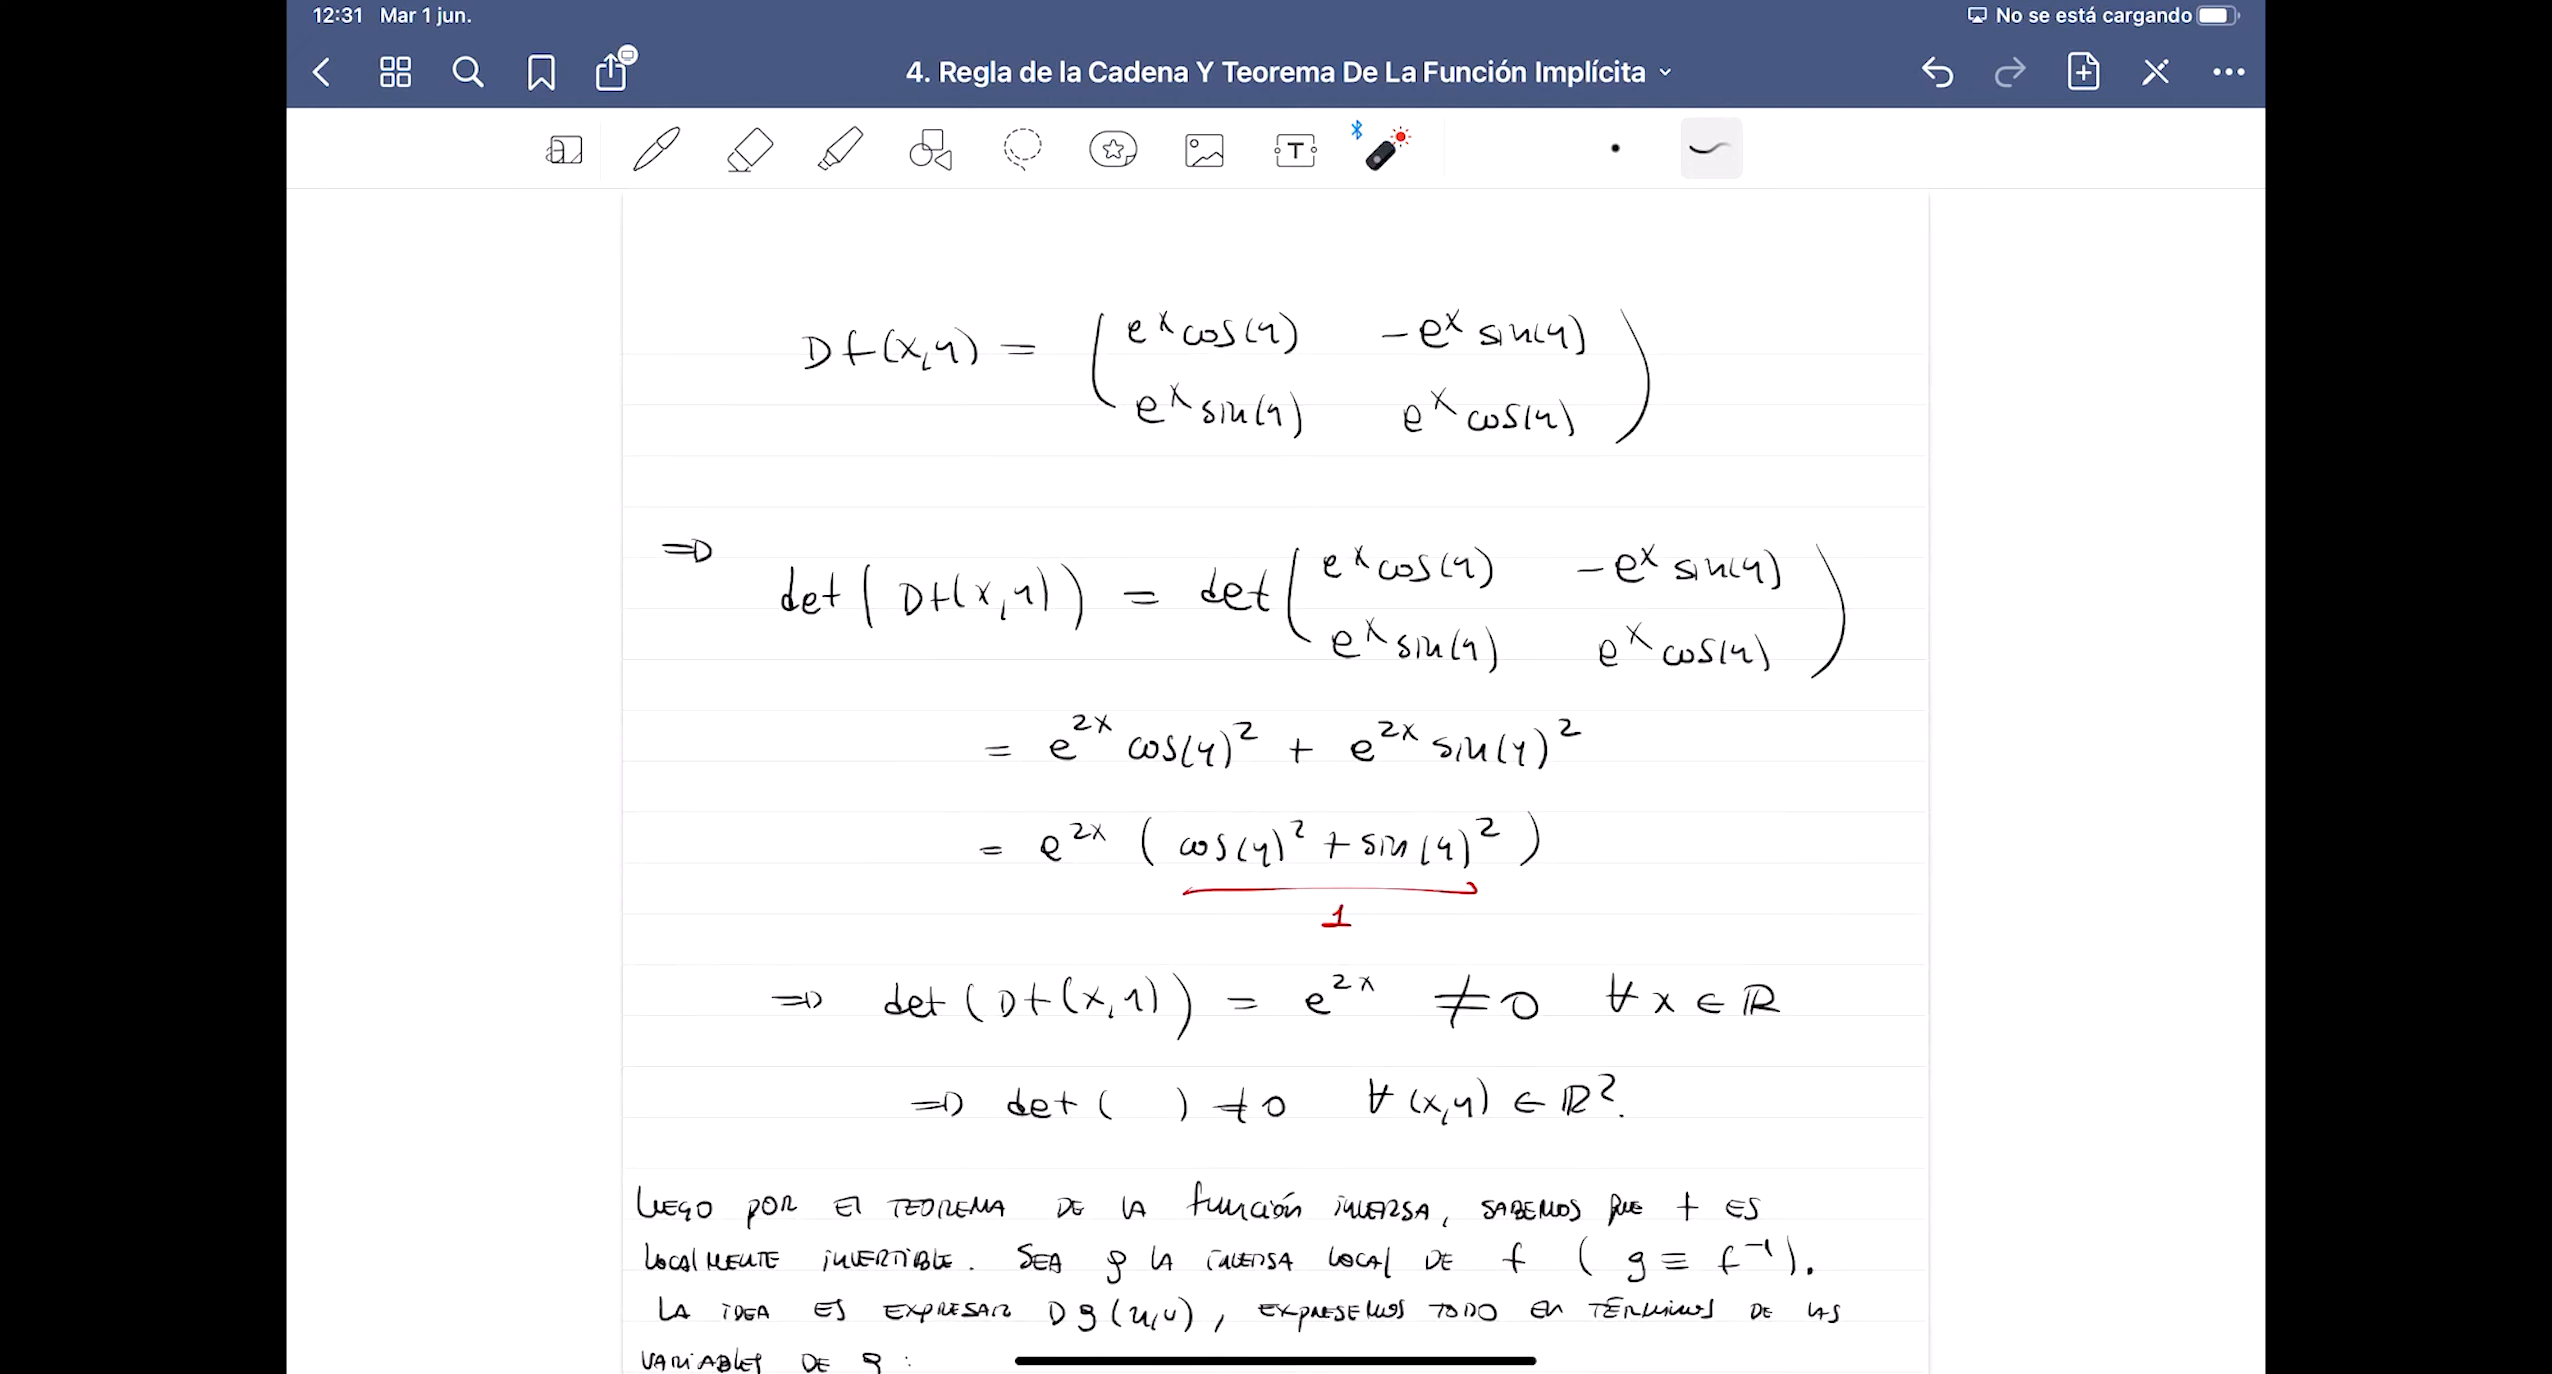 12:31 Mar 1 jun.
No se está cargando
4. Regla de la Cadena Y Teorema De La Función Implícita
Df(x,y) = ( e^x cos(y) -e^x sin(y)
e^x sin(y) e^x cos(y) )
⇒ det( Df(x,y) ) = det( e^x cos(y) -e^x sin(y)
e^x sin(y) e^x cos(y) )
= e^{2x} cos(y)^2 + e^{2x} sin(y)^2
= e^{2x} ( cos(y)^2 + sin(y)^2 )
1
⇒ det( Df(x,y) ) = e^{2x} ≠ 0 ∀ x ∈ ℝ
⇒ det( ) ≠ 0 ∀ (x,y) ∈ ℝ^2.
LUEGO POR El TEOREMA DE LA función INVERSA, SABEMOS QUE f ES
localMENTE INVERTIBLE. SEA g LA INVERSA local DE f ( g ≡ f^{-1} ).
LA IDEA ES EXPRESAR Dg(u,v), EXPRESEMOS TODO EN TÉRMINOS DE LAS
VARIABLES DE g :